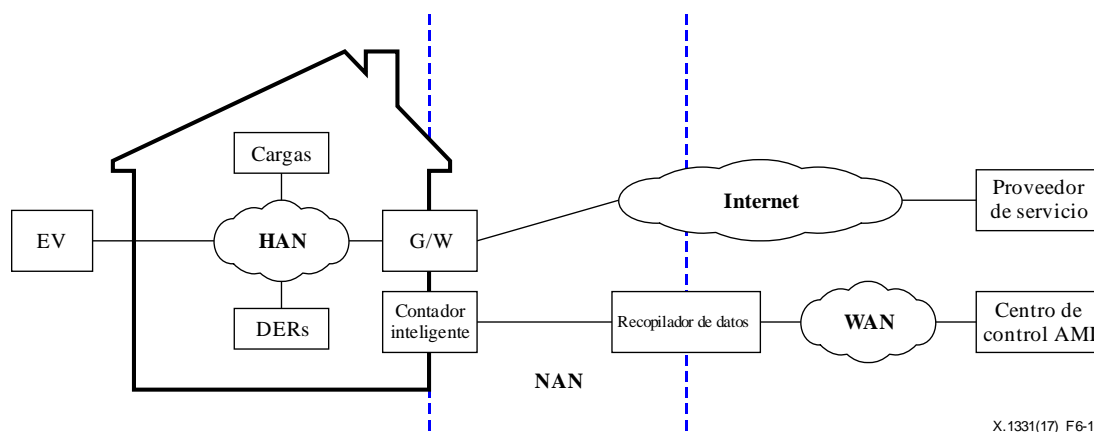 Cargas
EV
HAN
G/W
DERs
Contador
inteligente
Internet
Proveedor
de servicio
Recopilador de datos
WAN
Centro de
control AMI
NAN
X.1331(17)_F6-1